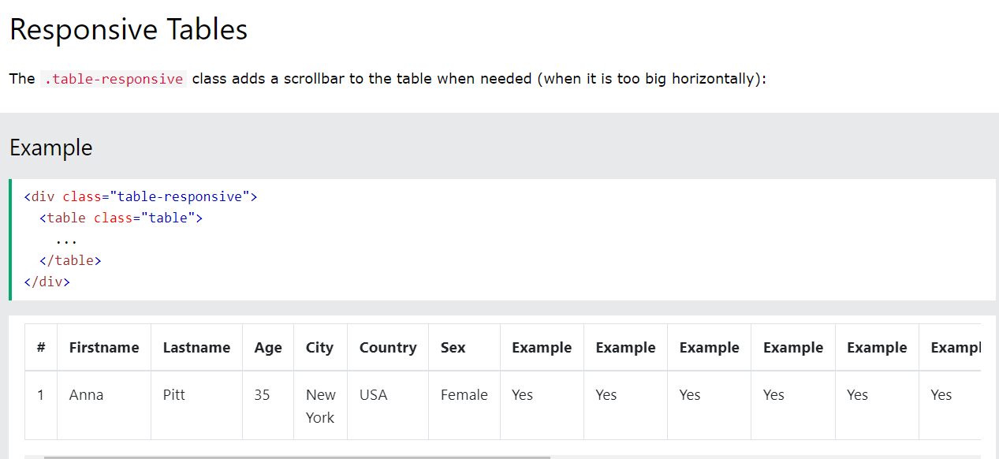 Responsive Tables
The .table-responsive class adds a scrollbar to the table when needed (when it is too big horizontally):
Example
<div class="table-responsive">
  <table class="table">
    ...
  </table>
</div>
# Firstname Lastname Age City Country Sex Example Example Example Example Example Exampl
1 Anna Pitt 35 New York USA Female Yes Yes Yes Yes Yes Yes